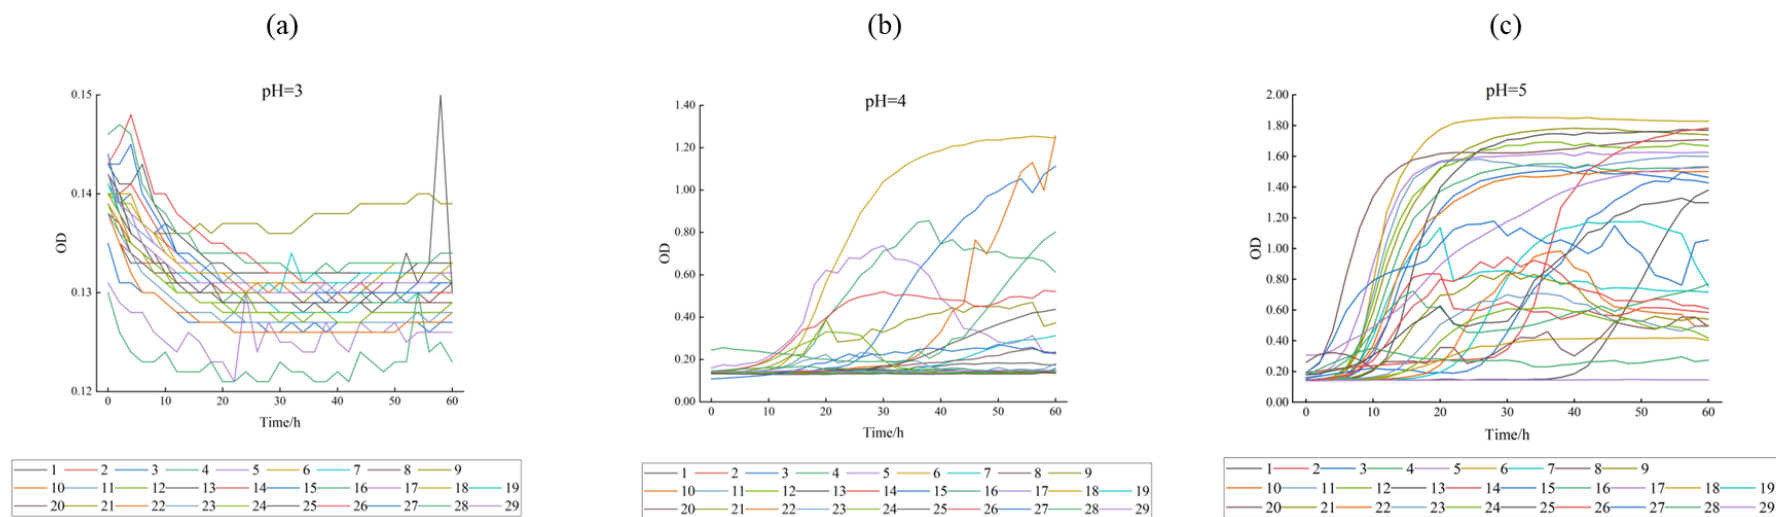 (a)
(b)
(c)
pH=3
0.15
0.14
0.13
0.12
OD
0
10
20
30
40
50
60
Time/h
1 2 3 4 5 6 7 8 9
10 11 12 13 14 15 16 17 18 19
20 21 22 23 24 25 26 27 28 29
pH=4
1.40
1.20
1.00
0.80
0.60
0.40
0.20
0.00
OD
0
10
20
30
40
50
60
Time/h
1 2 3 4 5 6 7 8 9
10 11 12 13 14 15 16 17 18 19
20 21 22 23 24 25 26 27 28 29
pH=5
2.00
1.80
1.60
1.40
1.20
1.00
0.80
0.60
0.40
0.20
0.00
OD
0
10
20
30
40
50
60
Time/h
1 2 3 4 5 6 7 8 9
10 11 12 13 14 15 16 17 18 19
20 21 22 23 24 25 26 27 28 29